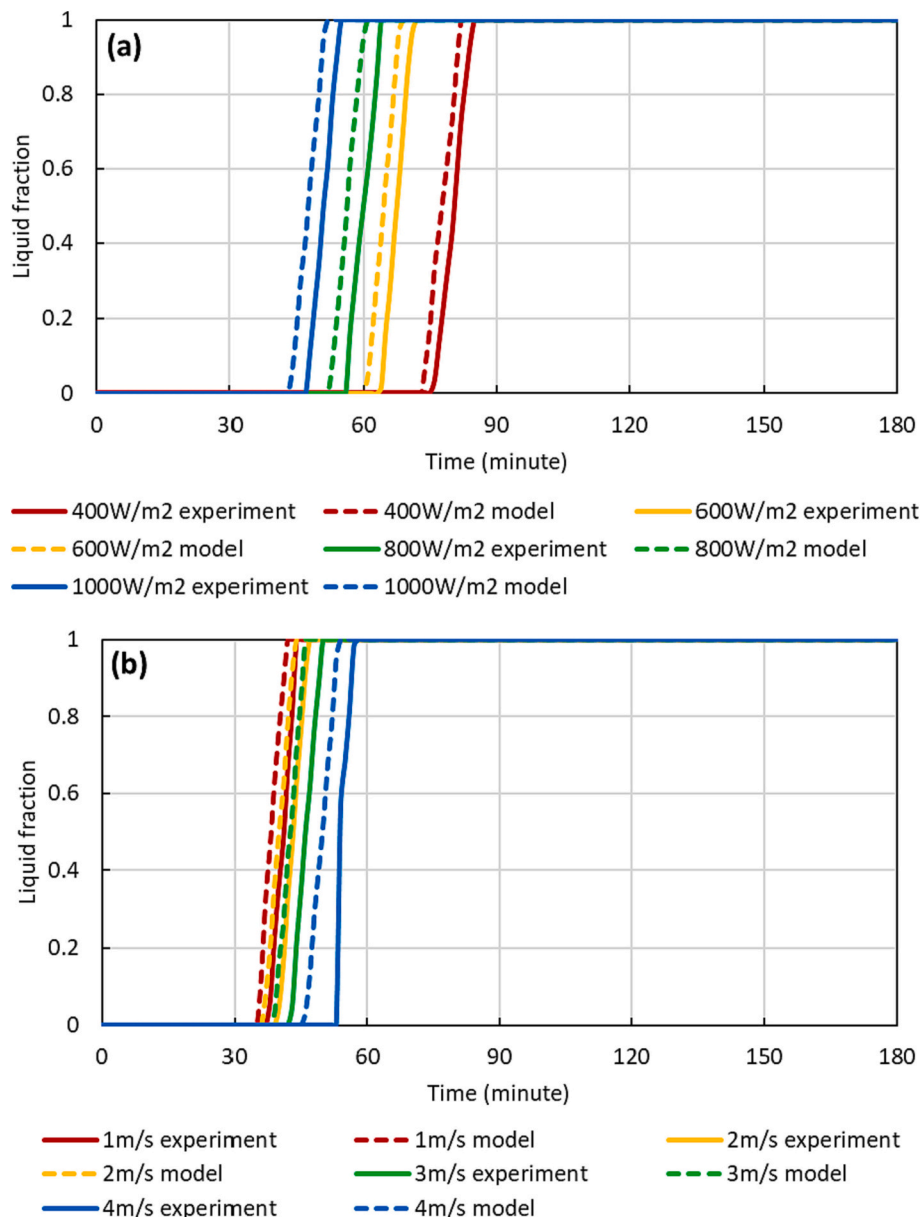 (a)
1
0.8
0.6
0.4
0.2
0
Liquid fraction
0 30 60 90 120 150 180
Time (minute)
400W/m2 experiment 400W/m2 model 600W/m2 experiment
600W/m2 model 800W/m2 experiment 800W/m2 model
1000W/m2 experiment 1000W/m2 model
(b)
1
0.8
0.6
0.4
0.2
0
Liquid fraction
0 30 60 90 120 150 180
Time (minute)
1m/s experiment 1m/s model 2m/s experiment
2m/s model 3m/s experiment 3m/s model
4m/s experiment 4m/s model